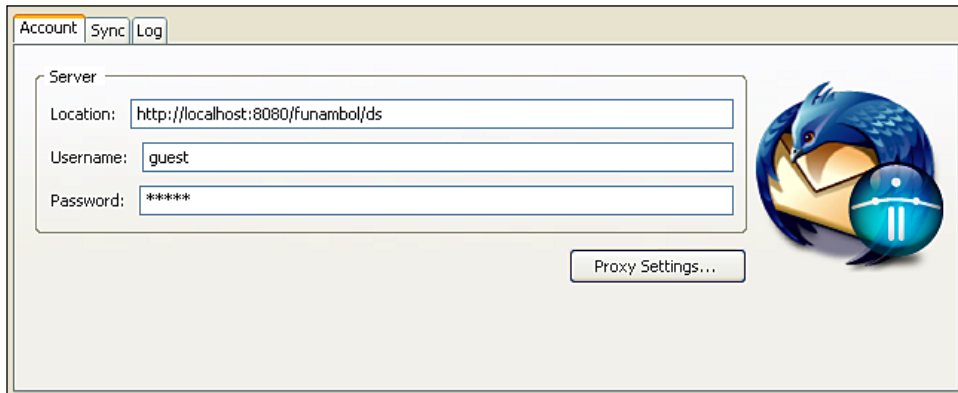 Account Sync Log
Server
Location: http://localhost:8080/funambol/ds
Username: guest
Password: *****
Proxy Settings...